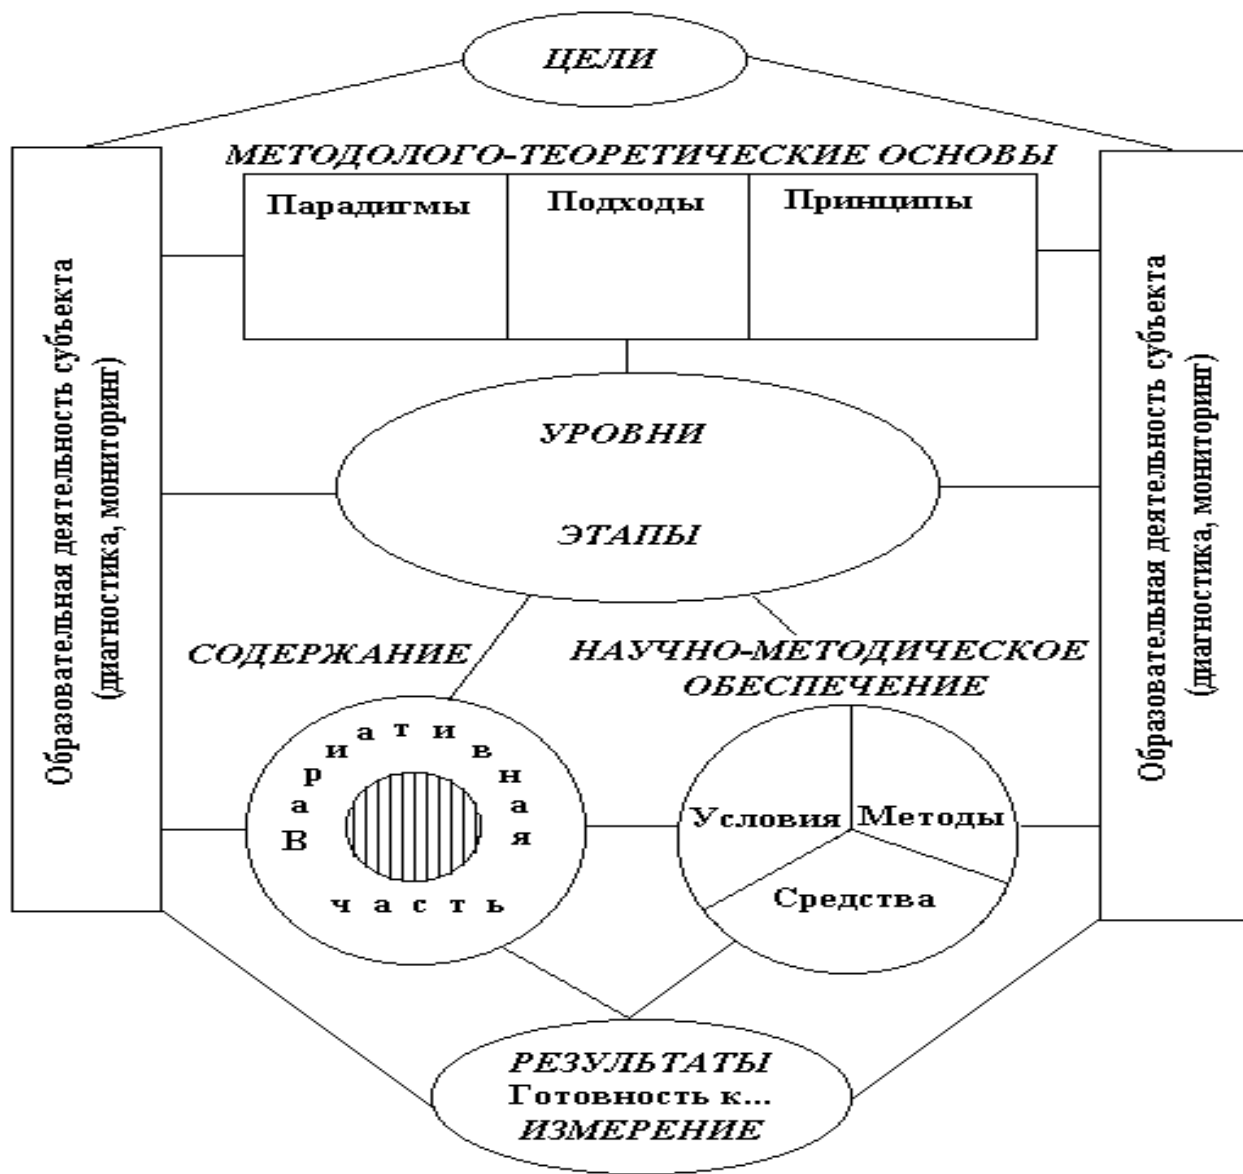 ЦЕЛИ
МЕТОДОЛОГО-ТЕОРЕТИЧЕСКИЕ ОСНОВЫ
Парадигмы
Подходы
Принципы
Образовательная деятельность субъекта
(диагностика, мониторинг)
УРОВНИ
ЭТАПЫ
Образовательная деятельность субъекта
(диагностика, мониторинг)
СОДЕРЖАНИЕ
Вариативная
часть
НАУЧНО-МЕТОДИЧЕСКОЕ
ОБЕСПЕЧЕНИЕ
Условия
Методы
Средства
РЕЗУЛЬТАТЫ
Готовность к...
ИЗМЕРЕНИЕ